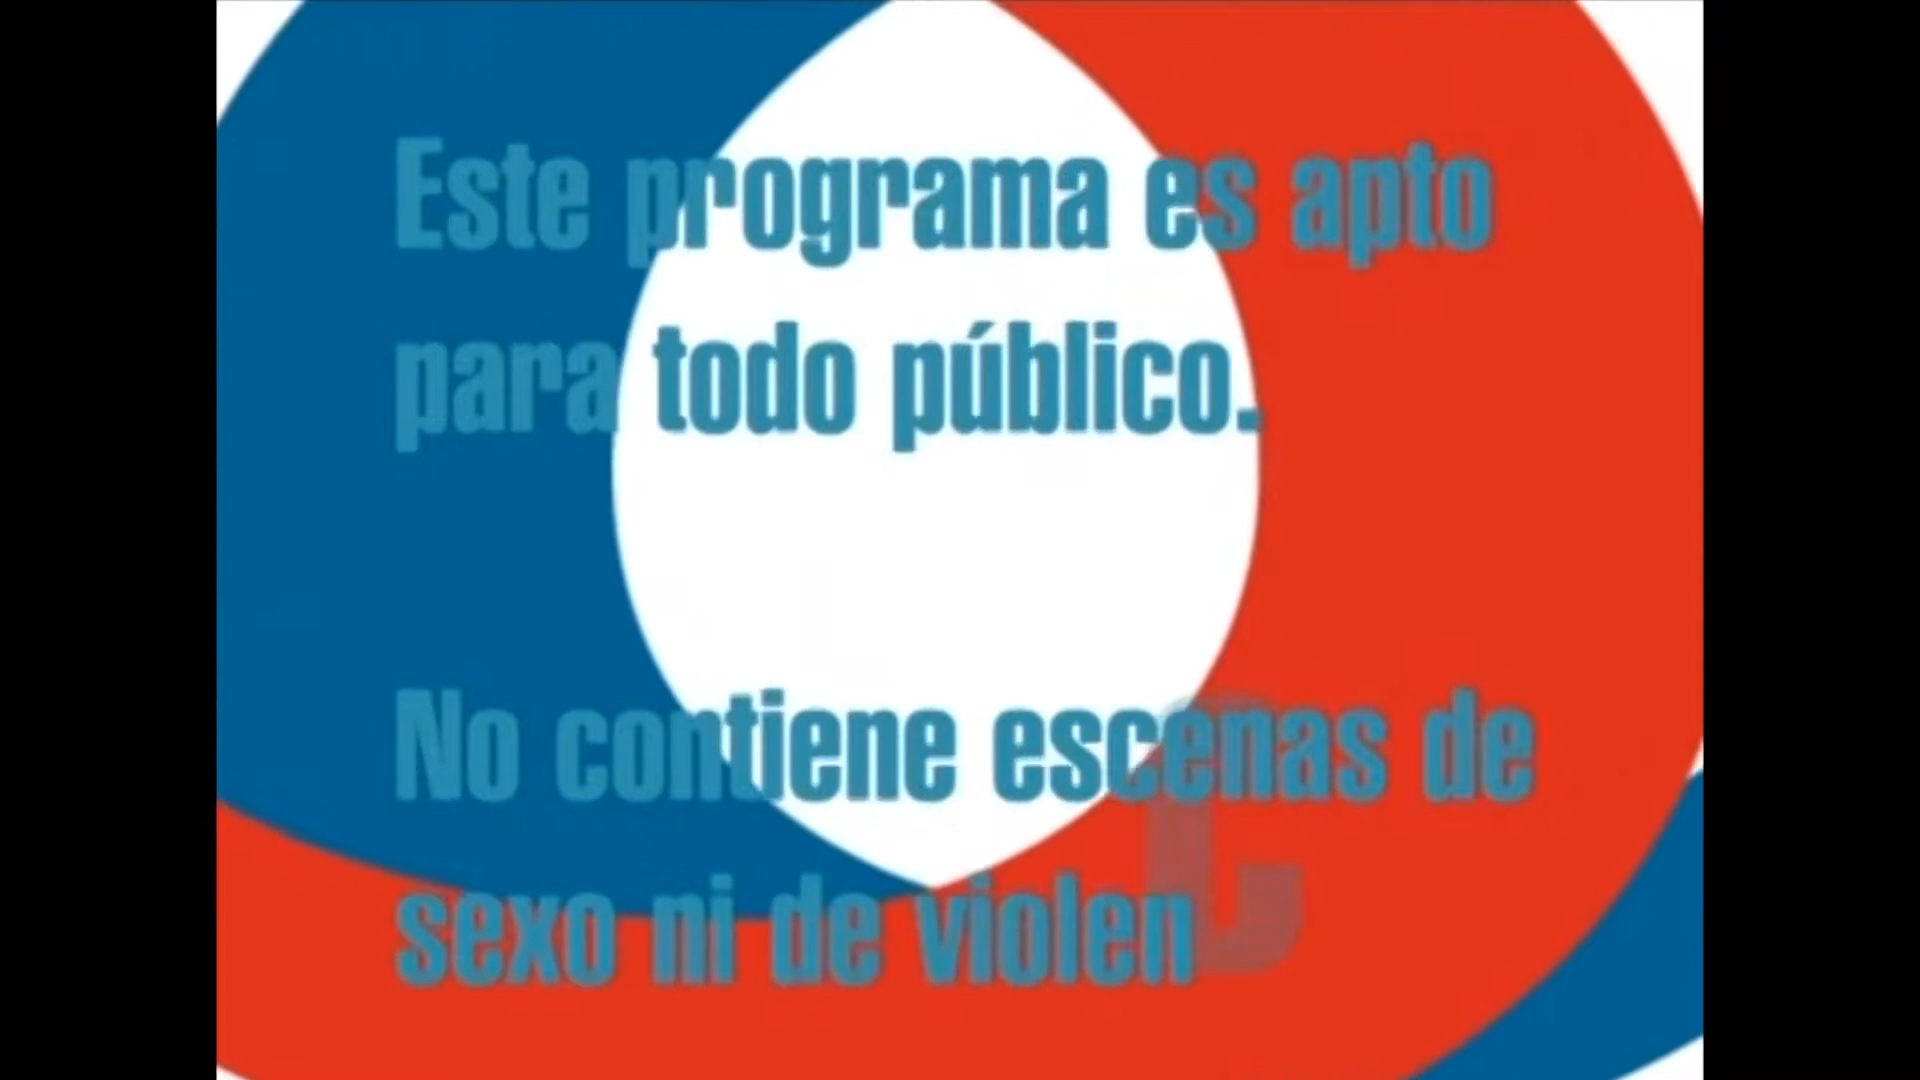 Este programa es apto
para todo público.
No contiene escenas de
sexo ni de violen